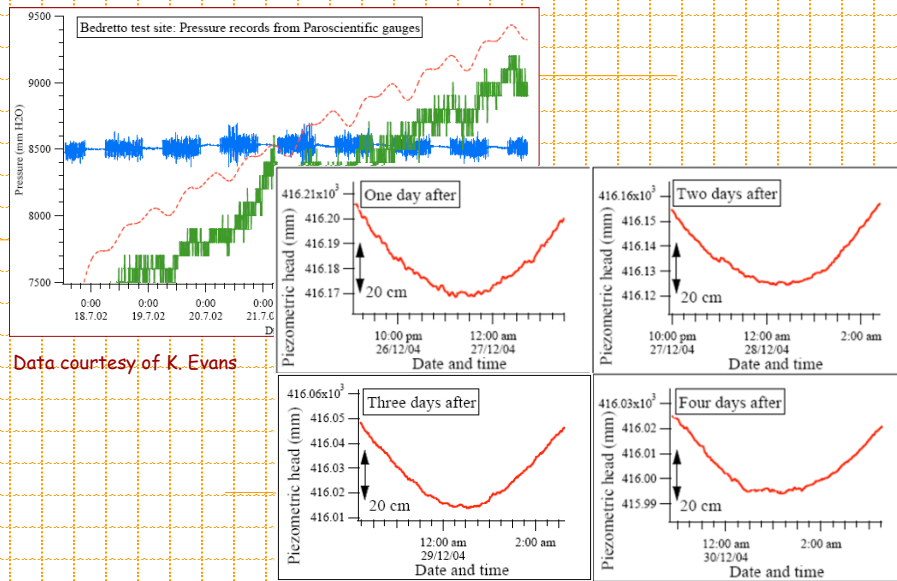 Bedretto test site: Pressure records from Paroscientific gauges
Pressure (mm H2O)
9500
9000
8500
8000
7500
0:00 0:00 0:00 0:00
18.7.02 19.7.02 20.7.02 21.7.0
D
Data courtesy of K. Evans
One day after
Piezometric head (mm)
416.21x10³
416.20
416.19
416.18
416.17
20 cm
10:00 pm 12:00 am
26/12/04 27/12/04
Date and time
Two days after
Piezometric head (mm)
416.16x10³
416.15
416.14
416.13
416.12
20 cm
10:00 pm 12:00 am 2:00 am
27/12/04 28/12/04
Date and time
Three days after
Piezometric head (mm)
416.06x10³
416.05
416.04
416.03
416.02
416.01
20 cm
12:00 am 2:00 am
29/12/04
Date and time
Four days after
Piezometric head (mm)
416.03x10³
416.02
416.01
416.00
415.99
20 cm
12:00 am 2:00 am
30/12/04
Date and time